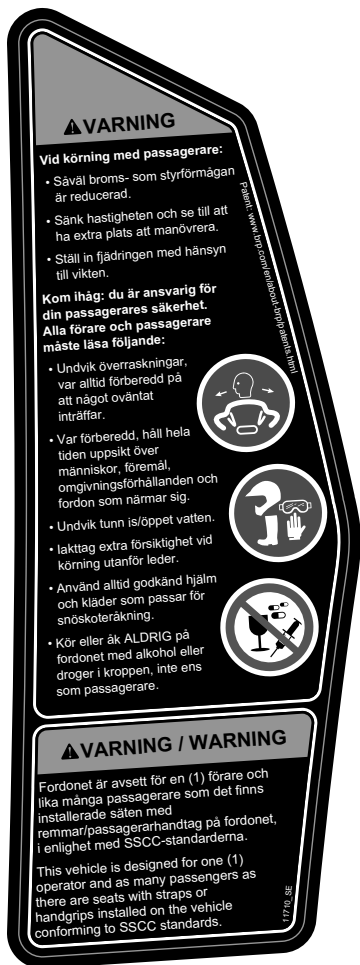 VARNING
Vid körning med passagerare:
• Såväl broms- som styrförmågan
är reducerad.
• Sänk hastigheten och se till att
ha extra plats att manövrera.
• Ställ in fjädringen med hänsyn
till vikten.
Kom ihåg: du är ansvarig för
din passagerares säkerhet.
Alla förare och passagerare
måste läsa följande:
• Undvik överraskningar,
var alltid förberedd på
att något oväntat
inträffar.
• Var förberedd, håll hela
tiden uppsikt över
människor, föremål,
omgivningsförhållanden och
fordon som närmar sig.
• Undvik tunn is/öppet vatten.
• Iakttag extra försiktighet vid
körning utanför leder.
• Använd alltid godkänd hjälm
och kläder som passar för
snöskoteråkning.
• Kör eller åk ALDRIG på
fordonet med alkohol eller
droger i kroppen, inte ens
som passagerare.
Patent: www.brp.com/en/about-brp/patents.html
VARNING / WARNING
Fordonet är avsett för en (1) förare och
lika många passagerare som det finns
installerade säten med
remmar/passagerarhandtag på fordonet,
i enlighet med SSCC-standarderna.
This vehicle is designed for one (1)
operator and as many passengers as
there are seats with straps or
handgrips installed on the vehicle
conforming to SSCC standards.
11710_SE